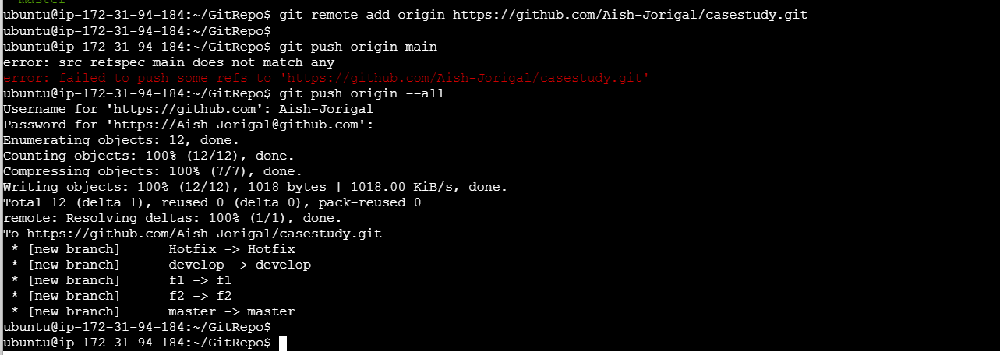 master
ubuntu@ip-172-31-94-184:~/GitRepo$ git remote add origin https://github.com/Aish-Jorigal/casestudy.git
ubuntu@ip-172-31-94-184:~/GitRepo$
ubuntu@ip-172-31-94-184:~/GitRepo$ git push origin main
error: src refspec main does not match any
error: failed to push some refs to 'https://github.com/Aish-Jorigal/casestudy.git'
ubuntu@ip-172-31-94-184:~/GitRepo$ git push origin --all
Username for 'https://github.com': Aish-Jorigal
Password for 'https://Aish-Jorigal@github.com':
Enumerating objects: 12, done.
Counting objects: 100% (12/12), done.
Compressing objects: 100% (7/7), done.
Writing objects: 100% (12/12), 1018 bytes | 1018.00 KiB/s, done.
Total 12 (delta 1), reused 0 (delta 0), pack-reused 0
remote: Resolving deltas: 100% (1/1), done.
To https://github.com/Aish-Jorigal/casestudy.git
 * [new branch]      Hotfix -> Hotfix
 * [new branch]      develop -> develop
 * [new branch]      f1 -> f1
 * [new branch]      f2 -> f2
 * [new branch]      master -> master
ubuntu@ip-172-31-94-184:~/GitRepo$
ubuntu@ip-172-31-94-184:~/GitRepo$